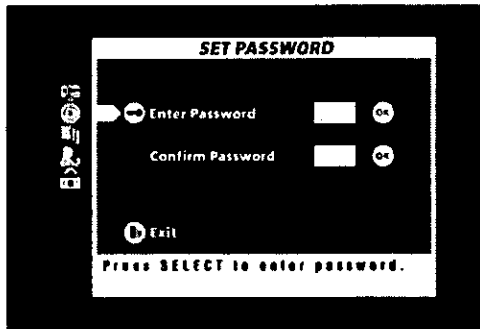 SET PASSWORD
Enter Password OK
Confirm Password OK
Exit
Press SELECT to enter password.